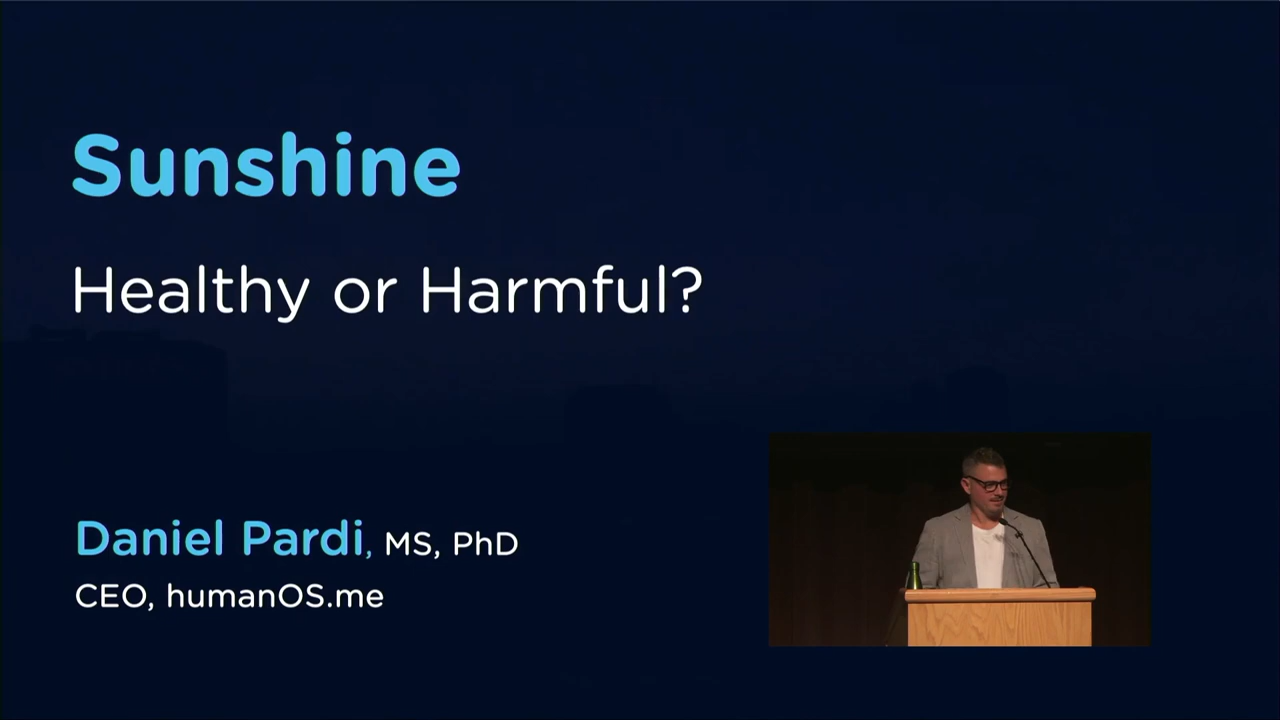 Sunshine
Healthy or Harmful?
Daniel Pardi, MS, PhD
CEO, humanOS.me